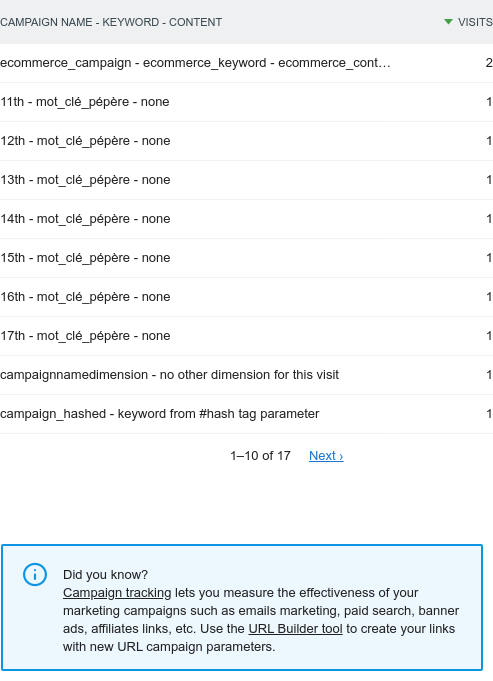 CAMPAIGN NAME - KEYWORD - CONTENT VISITS
ecommerce_campaign - ecommerce_keyword - ecommerce_cont… 2
11th - mot_clé_pépère - none 1
12th - mot_clé_pépère - none 1
13th - mot_clé_pépère - none 1
14th - mot_clé_pépère - none 1
15th - mot_clé_pépère - none 1
16th - mot_clé_pépère - none 1
17th - mot_clé_pépère - none 1
campaignnamedimension - no other dimension for this visit 1
campaign_hashed - keyword from #hash tag parameter 1
1–10 of 17 Next ›
Did you know?
Campaign tracking lets you measure the effectiveness of your
marketing campaigns such as emails marketing, paid search, banner
ads, affiliates links, etc. Use the URL Builder tool to create your links
with new URL campaign parameters.